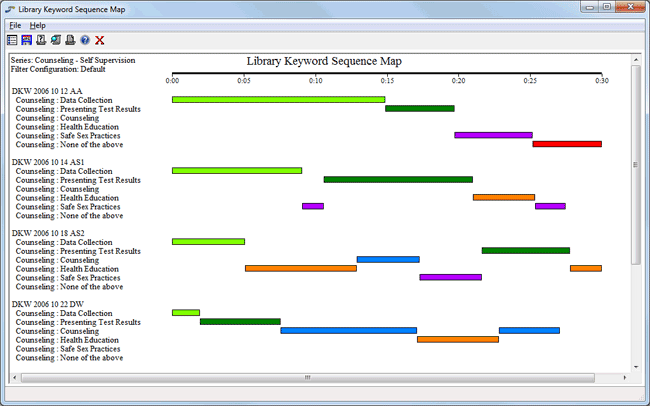 Library Keyword Sequence Map
File Help
Series: Counseling - Self Supervision
Filter Configuration: Default
Library Keyword Sequence Map
0:00 0:05 0:10 0:15 0:20 0:25 0:30
DKW 2006 10 12 AA
Counseling : Data Collection
Counseling : Presenting Test Results
Counseling : Counseling
Counseling : Health Education
Counseling : Safe Sex Practices
Counseling : None of the above
DKW 2006 10 14 AS1
Counseling : Data Collection
Counseling : Presenting Test Results
Counseling : Counseling
Counseling : Health Education
Counseling : Safe Sex Practices
Counseling : None of the above
DKW 2006 10 18 AS2
Counseling : Data Collection
Counseling : Presenting Test Results
Counseling : Counseling
Counseling : Health Education
Counseling : Safe Sex Practices
Counseling : None of the above
DKW 2006 10 22 DW
Counseling : Data Collection
Counseling : Presenting Test Results
Counseling : Counseling
Counseling : Health Education
Counseling : Safe Sex Practices
Counseling : None of the above